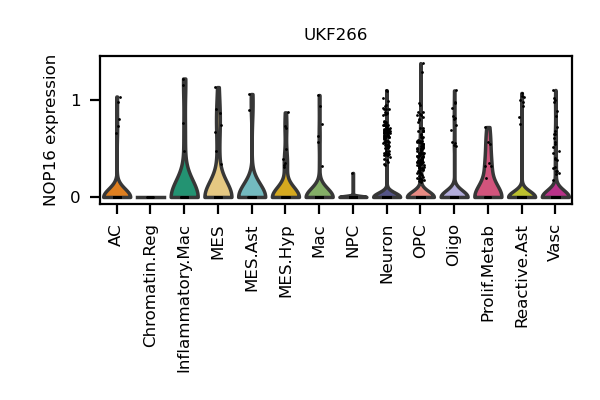 UKF266
NOP16 expression
1
0
AC
Chromatin.Reg
Inflammatory.Mac
MES
MES.Ast
MES.Hyp
Mac
NPC
Neuron
OPC
Oligo
Prolif.Metab
Reactive.Ast
Vasc